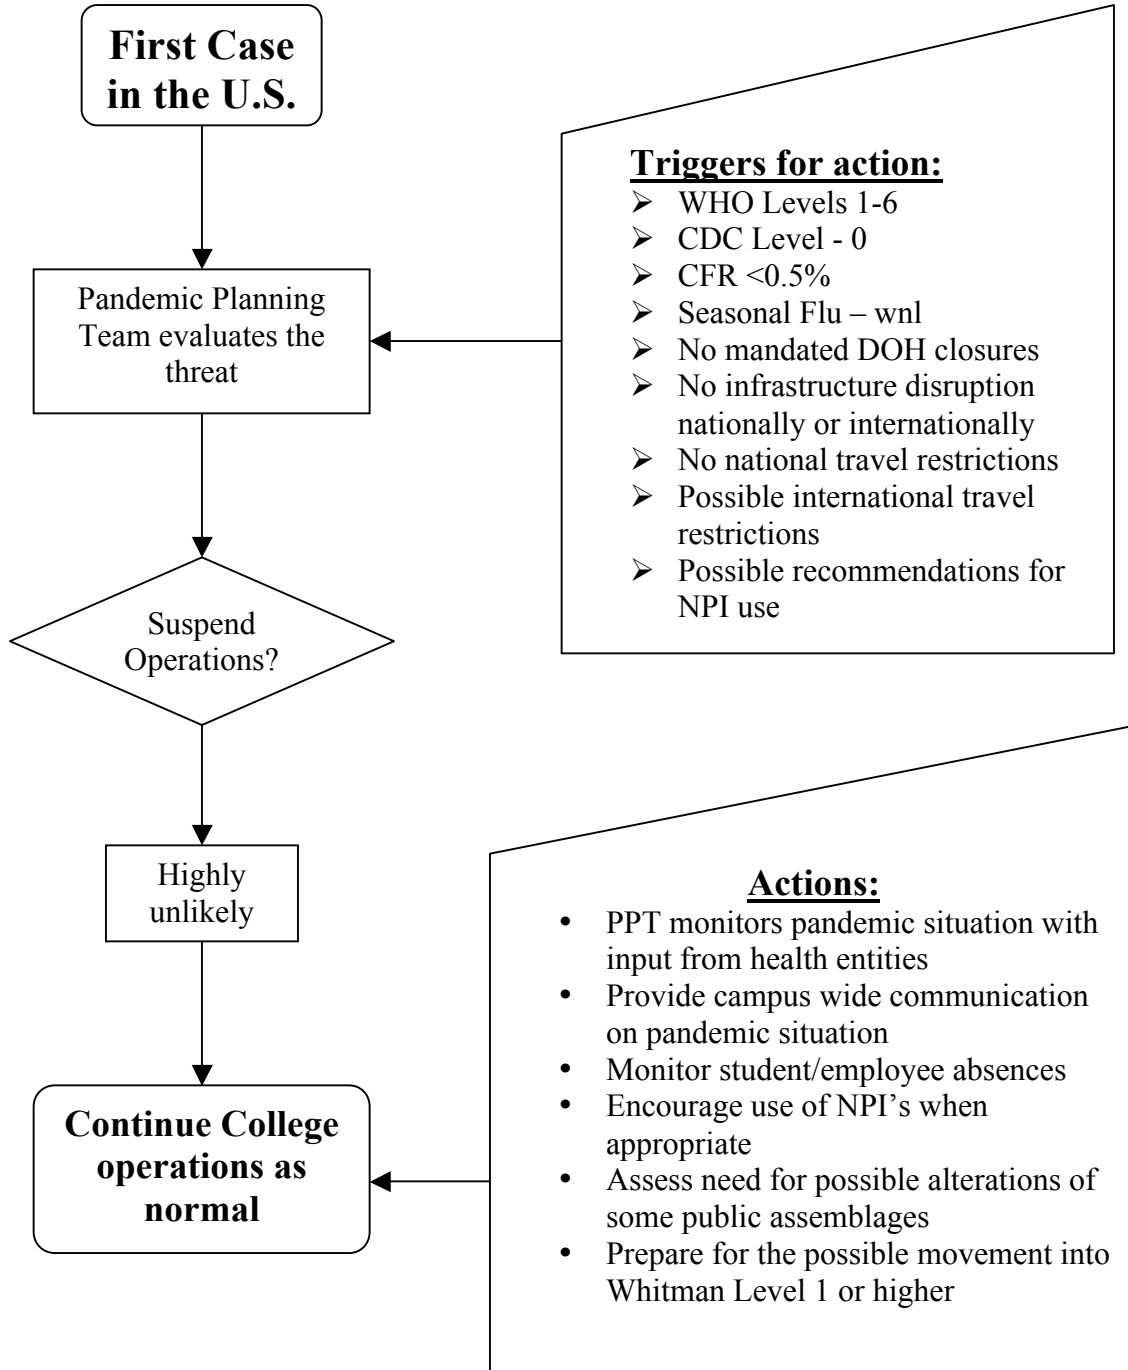 First Case
in the U.S.
Triggers for action:
➢ WHO Levels 1-6
➢ CDC Level - 0
➢ CFR <0.5%
➢ Seasonal Flu – wnl
➢ No mandated DOH closures
➢ No infrastructure disruption
nationally or internationally
➢ No national travel restrictions
➢ Possible international travel
restrictions
➢ Possible recommendations for
NPI use
Pandemic Planning
Team evaluates the
threat
Suspend
Operations?
Highly
unlikely
Actions:
• PPT monitors pandemic situation with
input from health entities
• Provide campus wide communication
on pandemic situation
• Monitor student/employee absences
• Encourage use of NPI’s when
appropriate
• Assess need for possible alterations of
some public assemblages
• Prepare for the possible movement into
Whitman Level 1 or higher
Continue College
operations as
normal